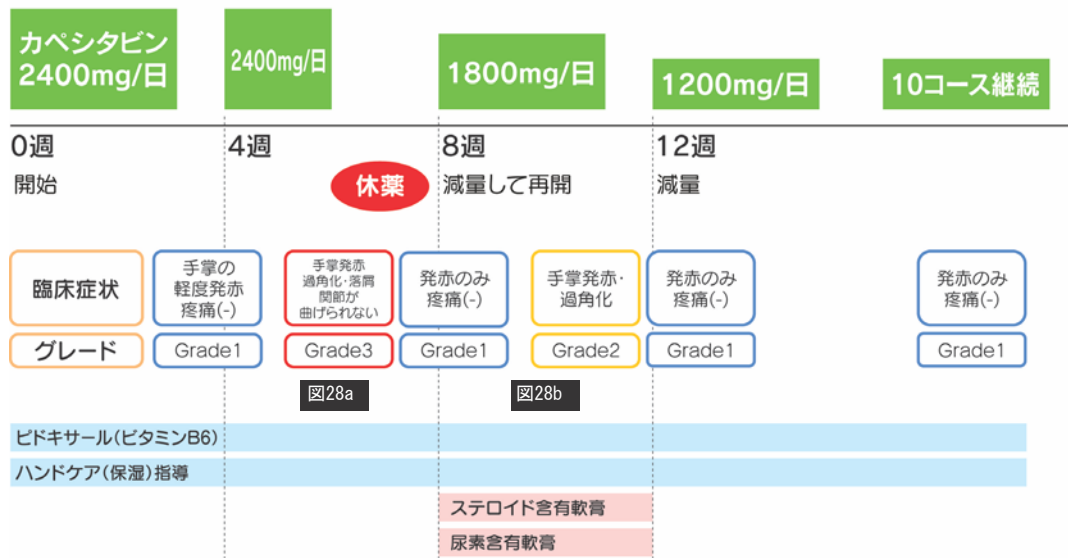 カペシタビン
2400mg/日
2400mg/日
1800mg/日
1200mg/日
10コース継続
0週
4週
8週
12週
開始
休薬
減量して再開
減量
臨床症状
手掌の
軽度発赤
疼痛(-)
手掌発赤
過角化・落屑
関節が
曲げられない
発赤のみ
疼痛(-)
手掌発赤・
過角化
発赤のみ
疼痛(-)
発赤のみ
疼痛(-)
グレード
Grade1
Grade3
Grade1
Grade2
Grade1
Grade1
図28a
図28b
ピドキサール(ビタミンB6)
ハンドケア(保湿)指導
ステロイド含有軟膏
尿素含有軟膏